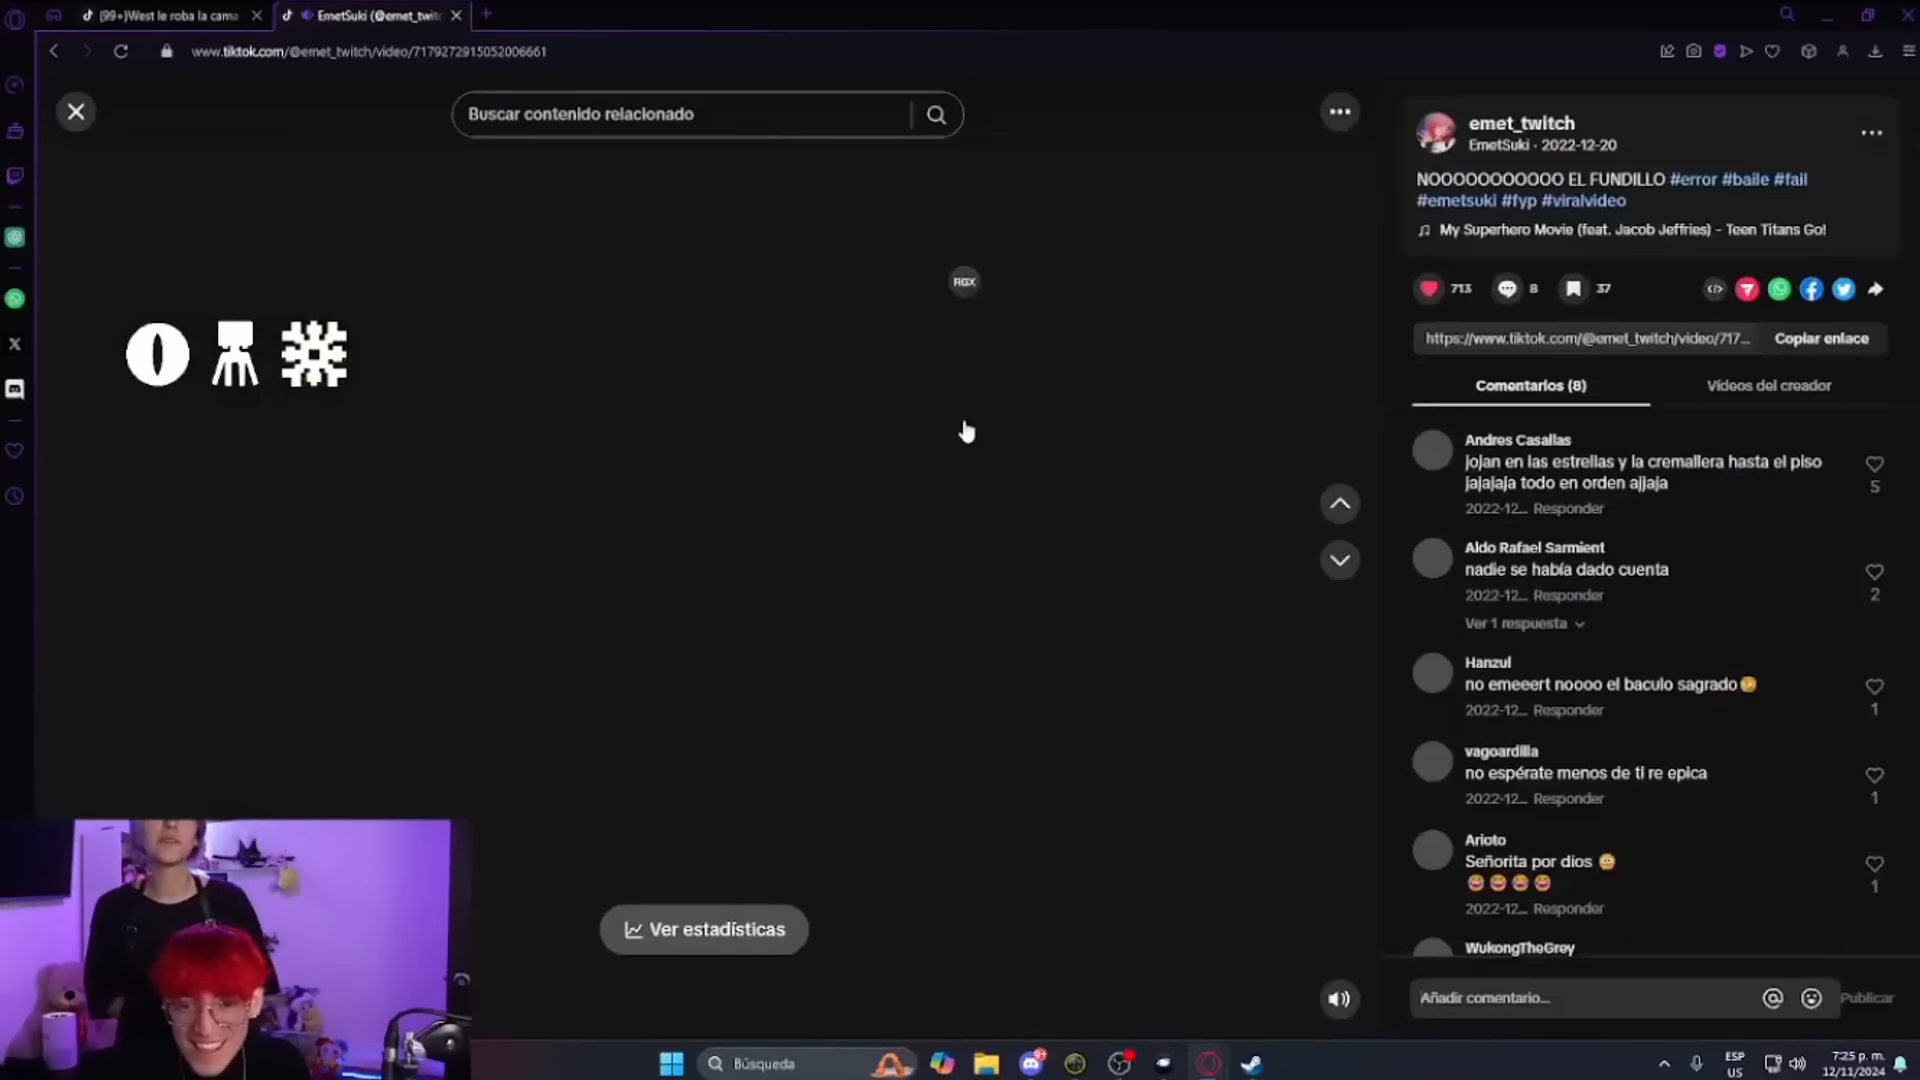 (99+)West le roba la cama
EmetSuki (@emet_twitc
www.tiktok.com/@emet_twitch/video/7179272915052006661
Buscar contenido relacionado
RGX
Ver estadísticas
emet_twitch
EmetSuki · 2022-12-20
NOOOOOOOOOOO EL FUNDILLO #error #baile #fail
#emetsuki #fyp #viralvideo
My Superhero Movie (feat. Jacob Jeffries) - Teen Titans Go!
713
8
37
https://www.tiktok.com/@emet_twitch/video/717...
Copiar enlace
Comentarios (8)
Vídeos del creador
Andres Casallas
jojan en las estrellas y la cremallera hasta el piso
jajajaja todo en orden ajjaja
5
2022-12... Responder
Aldo Rafael Sarmient
nadie se había dado cuenta
2
2022-12... Responder
Ver 1 respuesta
Hanzul
no emeeert noooo el baculo sagrado
1
2022-12... Responder
vagoardilla
no espérate menos de ti re epica
1
2022-12... Responder
Arioto
Señorita por dios
1
2022-12... Responder
WukongTheGrey
Añadir comentario...
Publicar
Búsqueda
9+
ESP
US
7:25 p. m.
12/11/2024